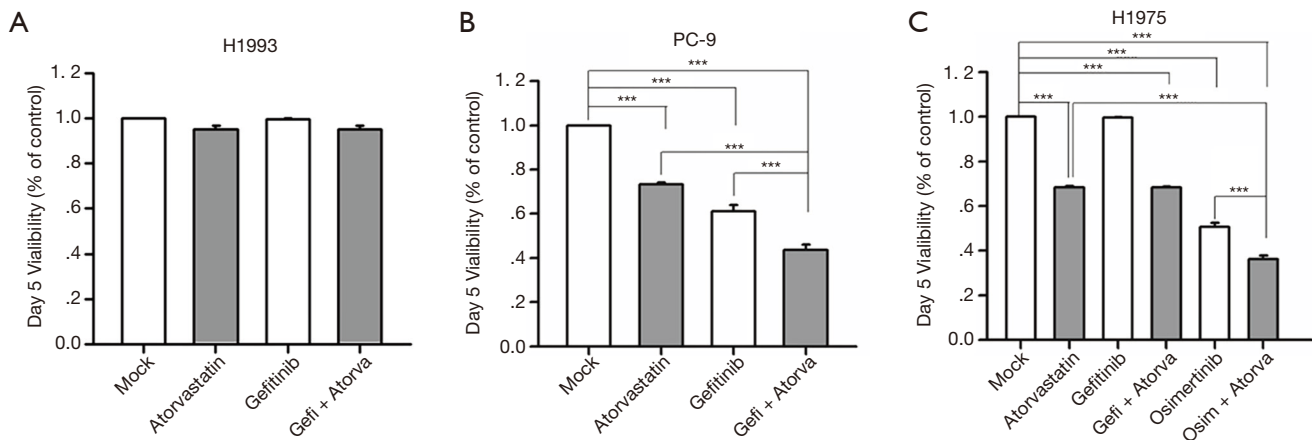 A
H1993
Day 5 Vialibility (% of control)
1.2
1.0
.8
.6
.4
.2
0.0
Mock
Atorvastatin
Gefitinib
Gefi + Atorva
B
PC-9
Day 5 Vialibility (% of control)
1.2
1.0
.8
.6
.4
.2
0.0
***
***
***
***
***
Mock
Atorvastatin
Gefitinib
Gefi + Atorva
C
H1975
Day 5 Vialibility (% of control)
1.2
1.0
.8
.6
.4
.2
0.0
***
***
***
***
***
***
Mock
Atorvastatin
Gefitinib
Gefi + Atorva
Osimertinib
Osim + Atorva